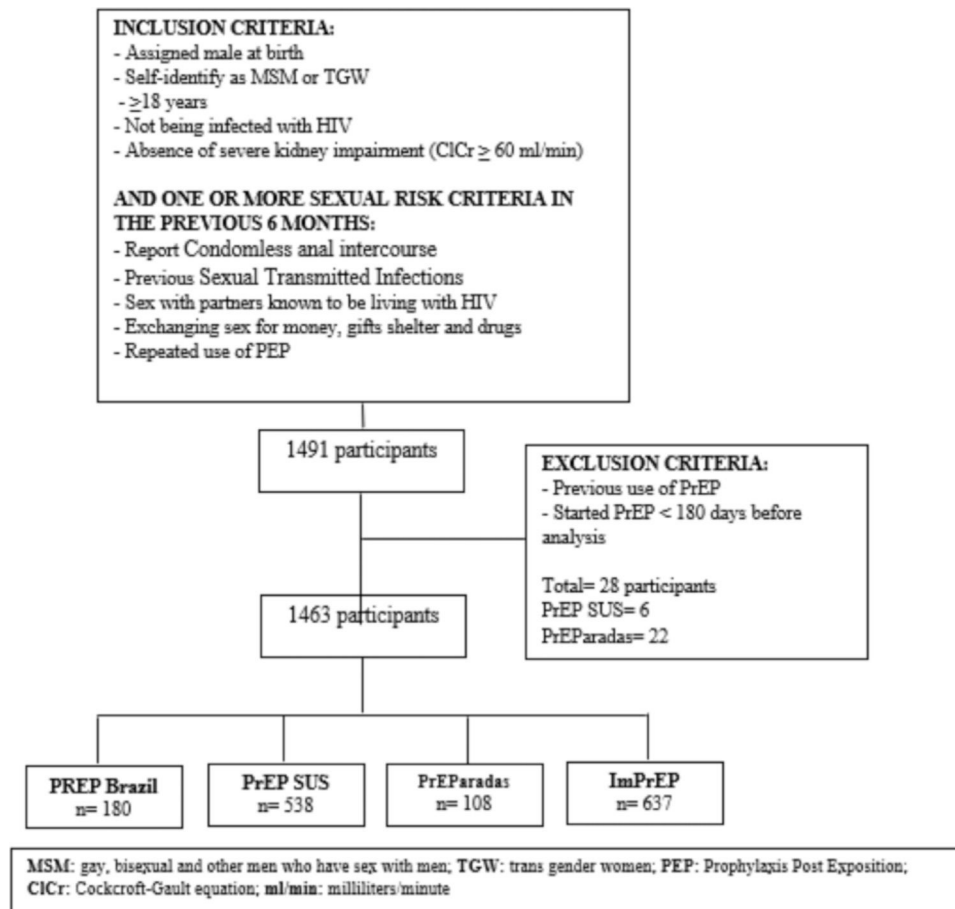 INCLUSION CRITERIA:
- Assigned male at birth
- Self-identify as MSM or TGW
- ≥18 years
- Not being infected with HIV
- Absence of severe kidney impairment (ClCr ≥ 60 ml/min)
AND ONE OR MORE SEXUAL RISK CRITERIA IN
THE PREVIOUS 6 MONTHS:
- Report Condomless anal intercourse
- Previous Sexual Transmitted Infections
- Sex with partners known to be living with HIV
- Exchanging sex for money, gifts shelter and drugs
- Repeated use of PEP
1491 participants
EXCLUSION CRITERIA:
- Previous use of PrEP
- Started PrEP < 180 days before
analysis
Total= 28 participants
PrEP SUS= 6
PrEParadas= 22
1463 participants
PREP Brazil
n= 180
PrEP SUS
n= 538
PrEParadas
n= 108
ImPrEP
n= 637
MSM: gay, bisexual and other men who have sex with men; TGW: trans gender women; PEP: Prophylaxis Post Exposition;
ClCr: Cockcroft-Gault equation; ml/min: milliliters/minute